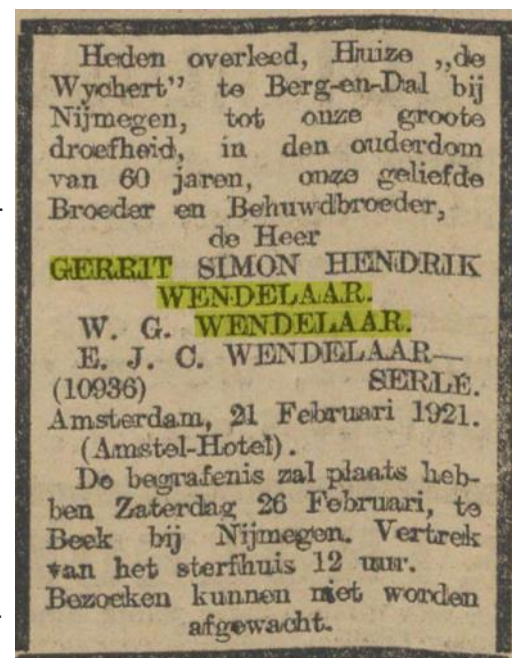 Heden overleed, Huize „de
Wychert” te Berg-en-Dal bij
Nijmegen, tot onze groote
droefheid, in den ouderdom
van 60 jaren, onze geliefde
Broeder en Behuwdbroeder,
de Heer
GERRIT SIMON HENDRIK
WENDELAAR.
W. G. WENDELAAR.
E. J. C. WENDELAAR—
(10936) SERLÉ.
Amsterdam, 21 Februari 1921.
(Amstel-Hotel).
De begrafenis zal plaats heb-
ben Zaterdag 26 Februari, te
Beek bij Nijmegen. Vertrek
van het sterfhuis 12 uur.
Bezoeken kunnen niet worden
afgewacht.